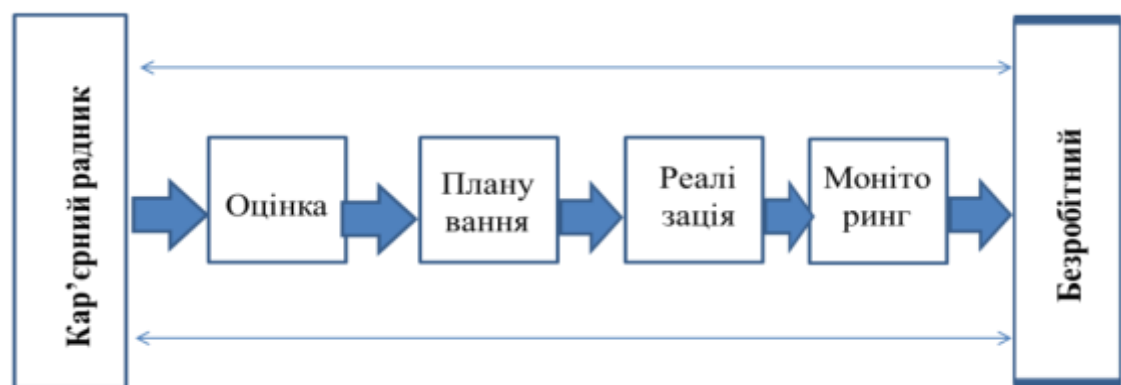 Кар’єрний радник
Оцінка
Плану
вання
Реалі
зація
Моніто
ринг
Безробітний